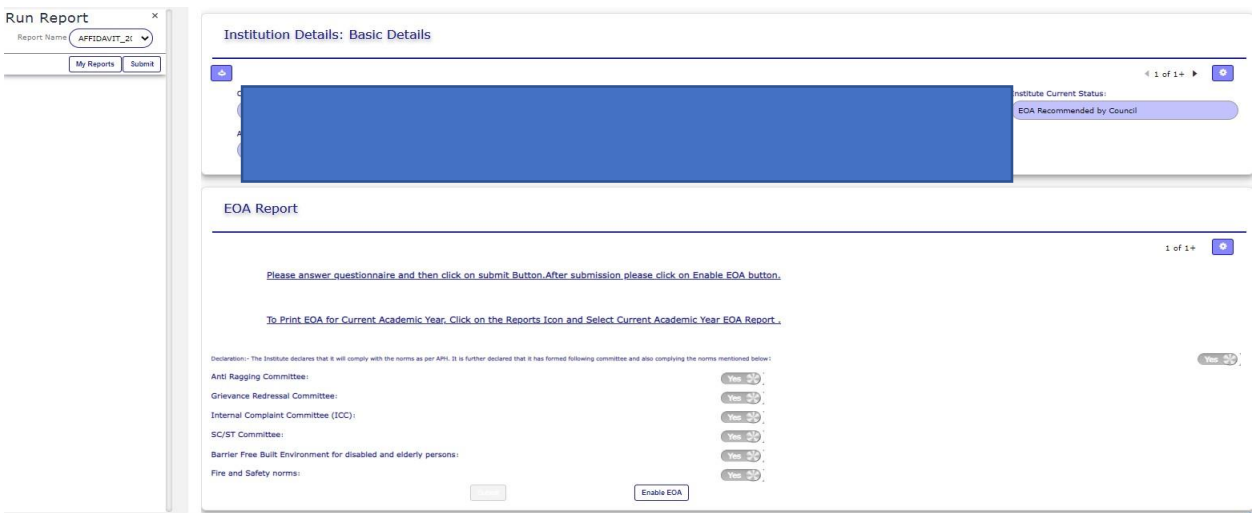 Run Report ×
Report Name: AFFIDAVIT_2(
My Reports Submit
Institution Details: Basic Details
1 of 1+
Institute Current Status:
EOA Recommended by Council
EOA Report
1 of 1+
Please answer questionnaire and then click on submit Button.After submission please click on Enable EOA button.
To Print EOA for Current Academic Year, Click on the Reports Icon and Select Current Academic Year EOA Report .
Declaration:- The Institute declares that it will comply with the norms as per APH. It is further declared that it has formed following committee and also complying the norms mentioned below:
Yes
Anti Ragging Committee: Yes
Grievance Redressal Committee: Yes
Internal Complaint Committee (ICC): Yes
SC/ST Committee: Yes
Barrier Free Built Environment for disabled and elderly persons: Yes
Fire and Safety norms: Yes
Enable EOA